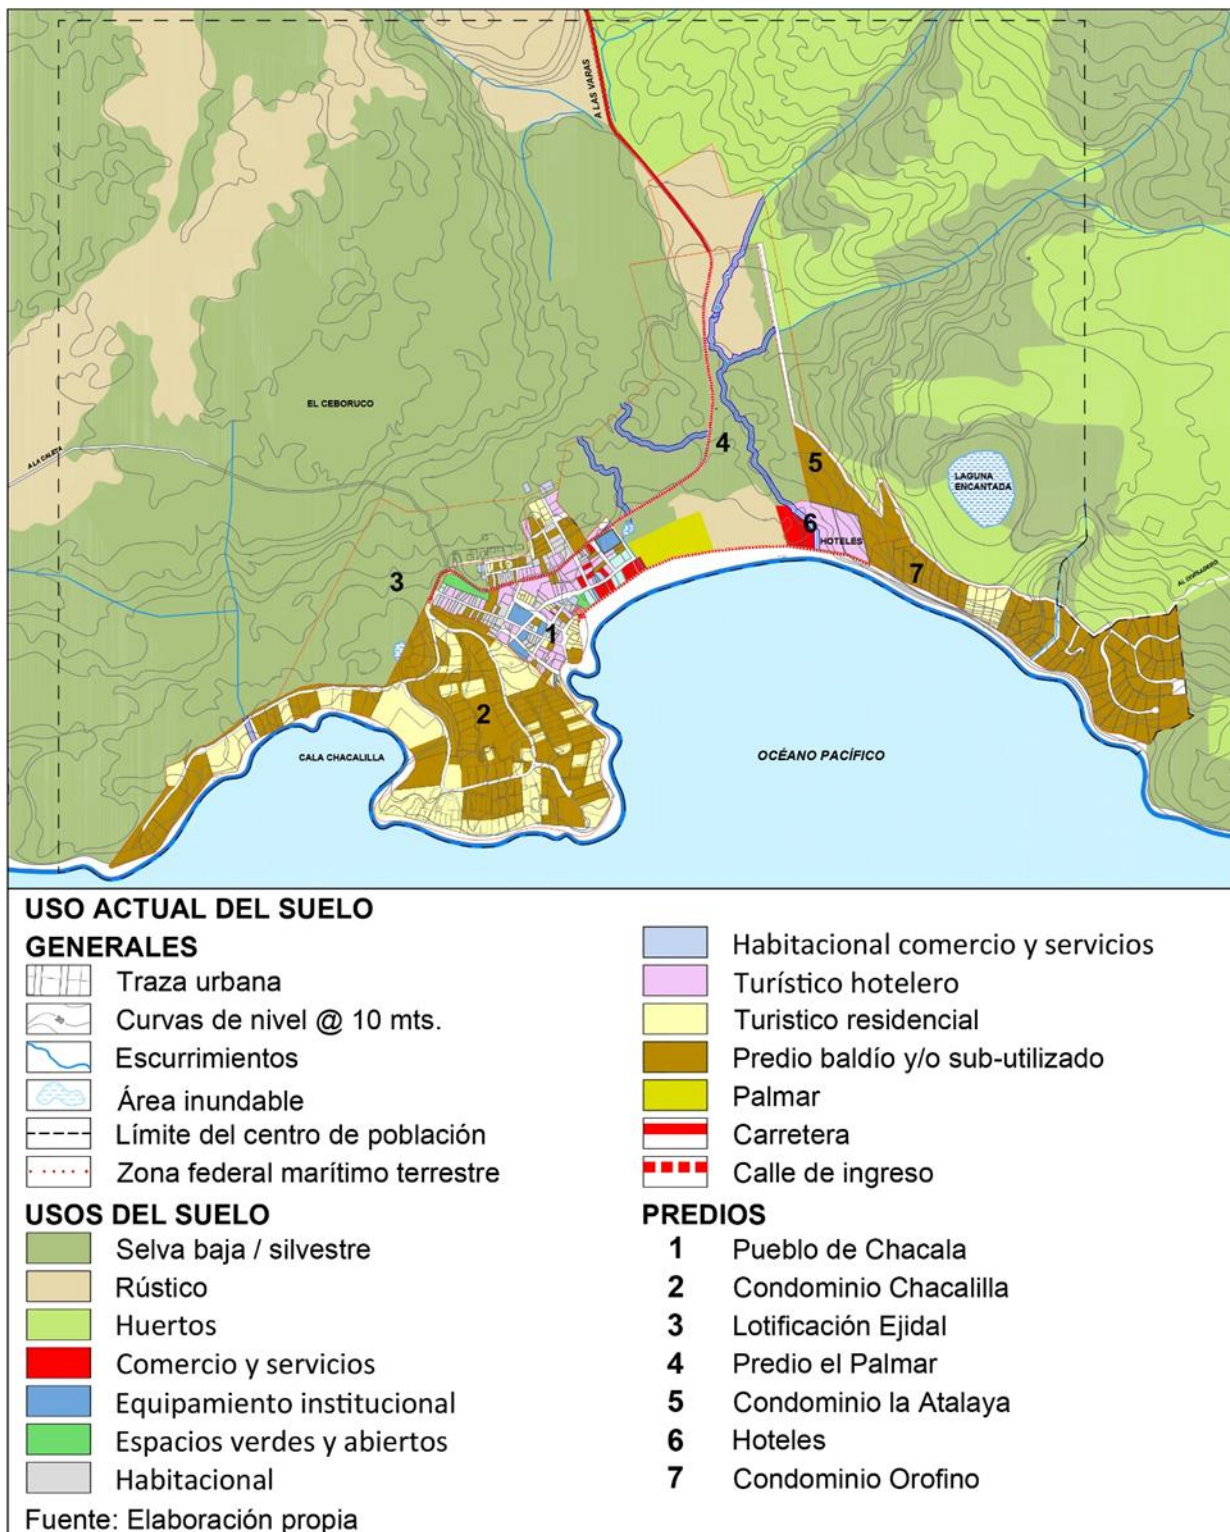 A LAS VARAS
EL CEBORUCO
A LA CALETA
4
5
LAGUNA
ENCANTADA
6
HOTELES
3
7
AL DIVISADERO
1
2
CALA CHACALILLA
OCÉANO PACÍFICO
USO ACTUAL DEL SUELO
GENERALES
Traza urbana
Curvas de nivel @ 10 mts.
Escurrimientos
Área inundable
Límite del centro de población
Zona federal marítimo terrestre
USOS DEL SUELO
Selva baja / silvestre
Rústico
Huertos
Comercio y servicios
Equipamiento institucional
Espacios verdes y abiertos
Habitacional
Fuente: Elaboración propia
Habitacional comercio y servicios
Turístico hotelero
Turistico residencial
Predio baldío y/o sub-utilizado
Palmar
Carretera
Calle de ingreso
PREDIOS
1 Pueblo de Chacala
2 Condominio Chacalilla
3 Lotificación Ejidal
4 Predio el Palmar
5 Condominio la Atalaya
6 Hoteles
7 Condominio Orofino